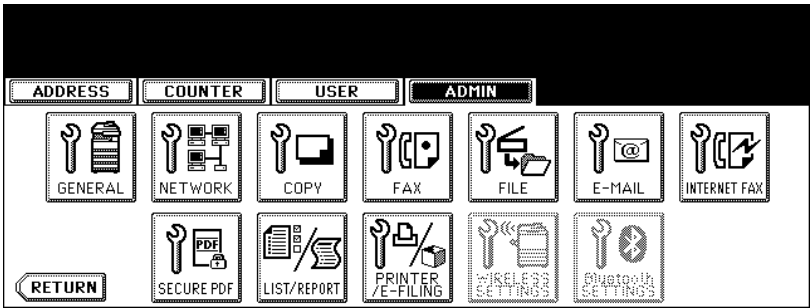 ADDRESS COUNTER USER ADMIN
GENERAL NETWORK COPY FAX FILE E-MAIL INTERNET FAX
@
PDF
SECURE PDF LIST/REPORT PRINTER
/E-FILING WIRELESS
SETTINGS Bluetooth
SETTINGS
RETURN